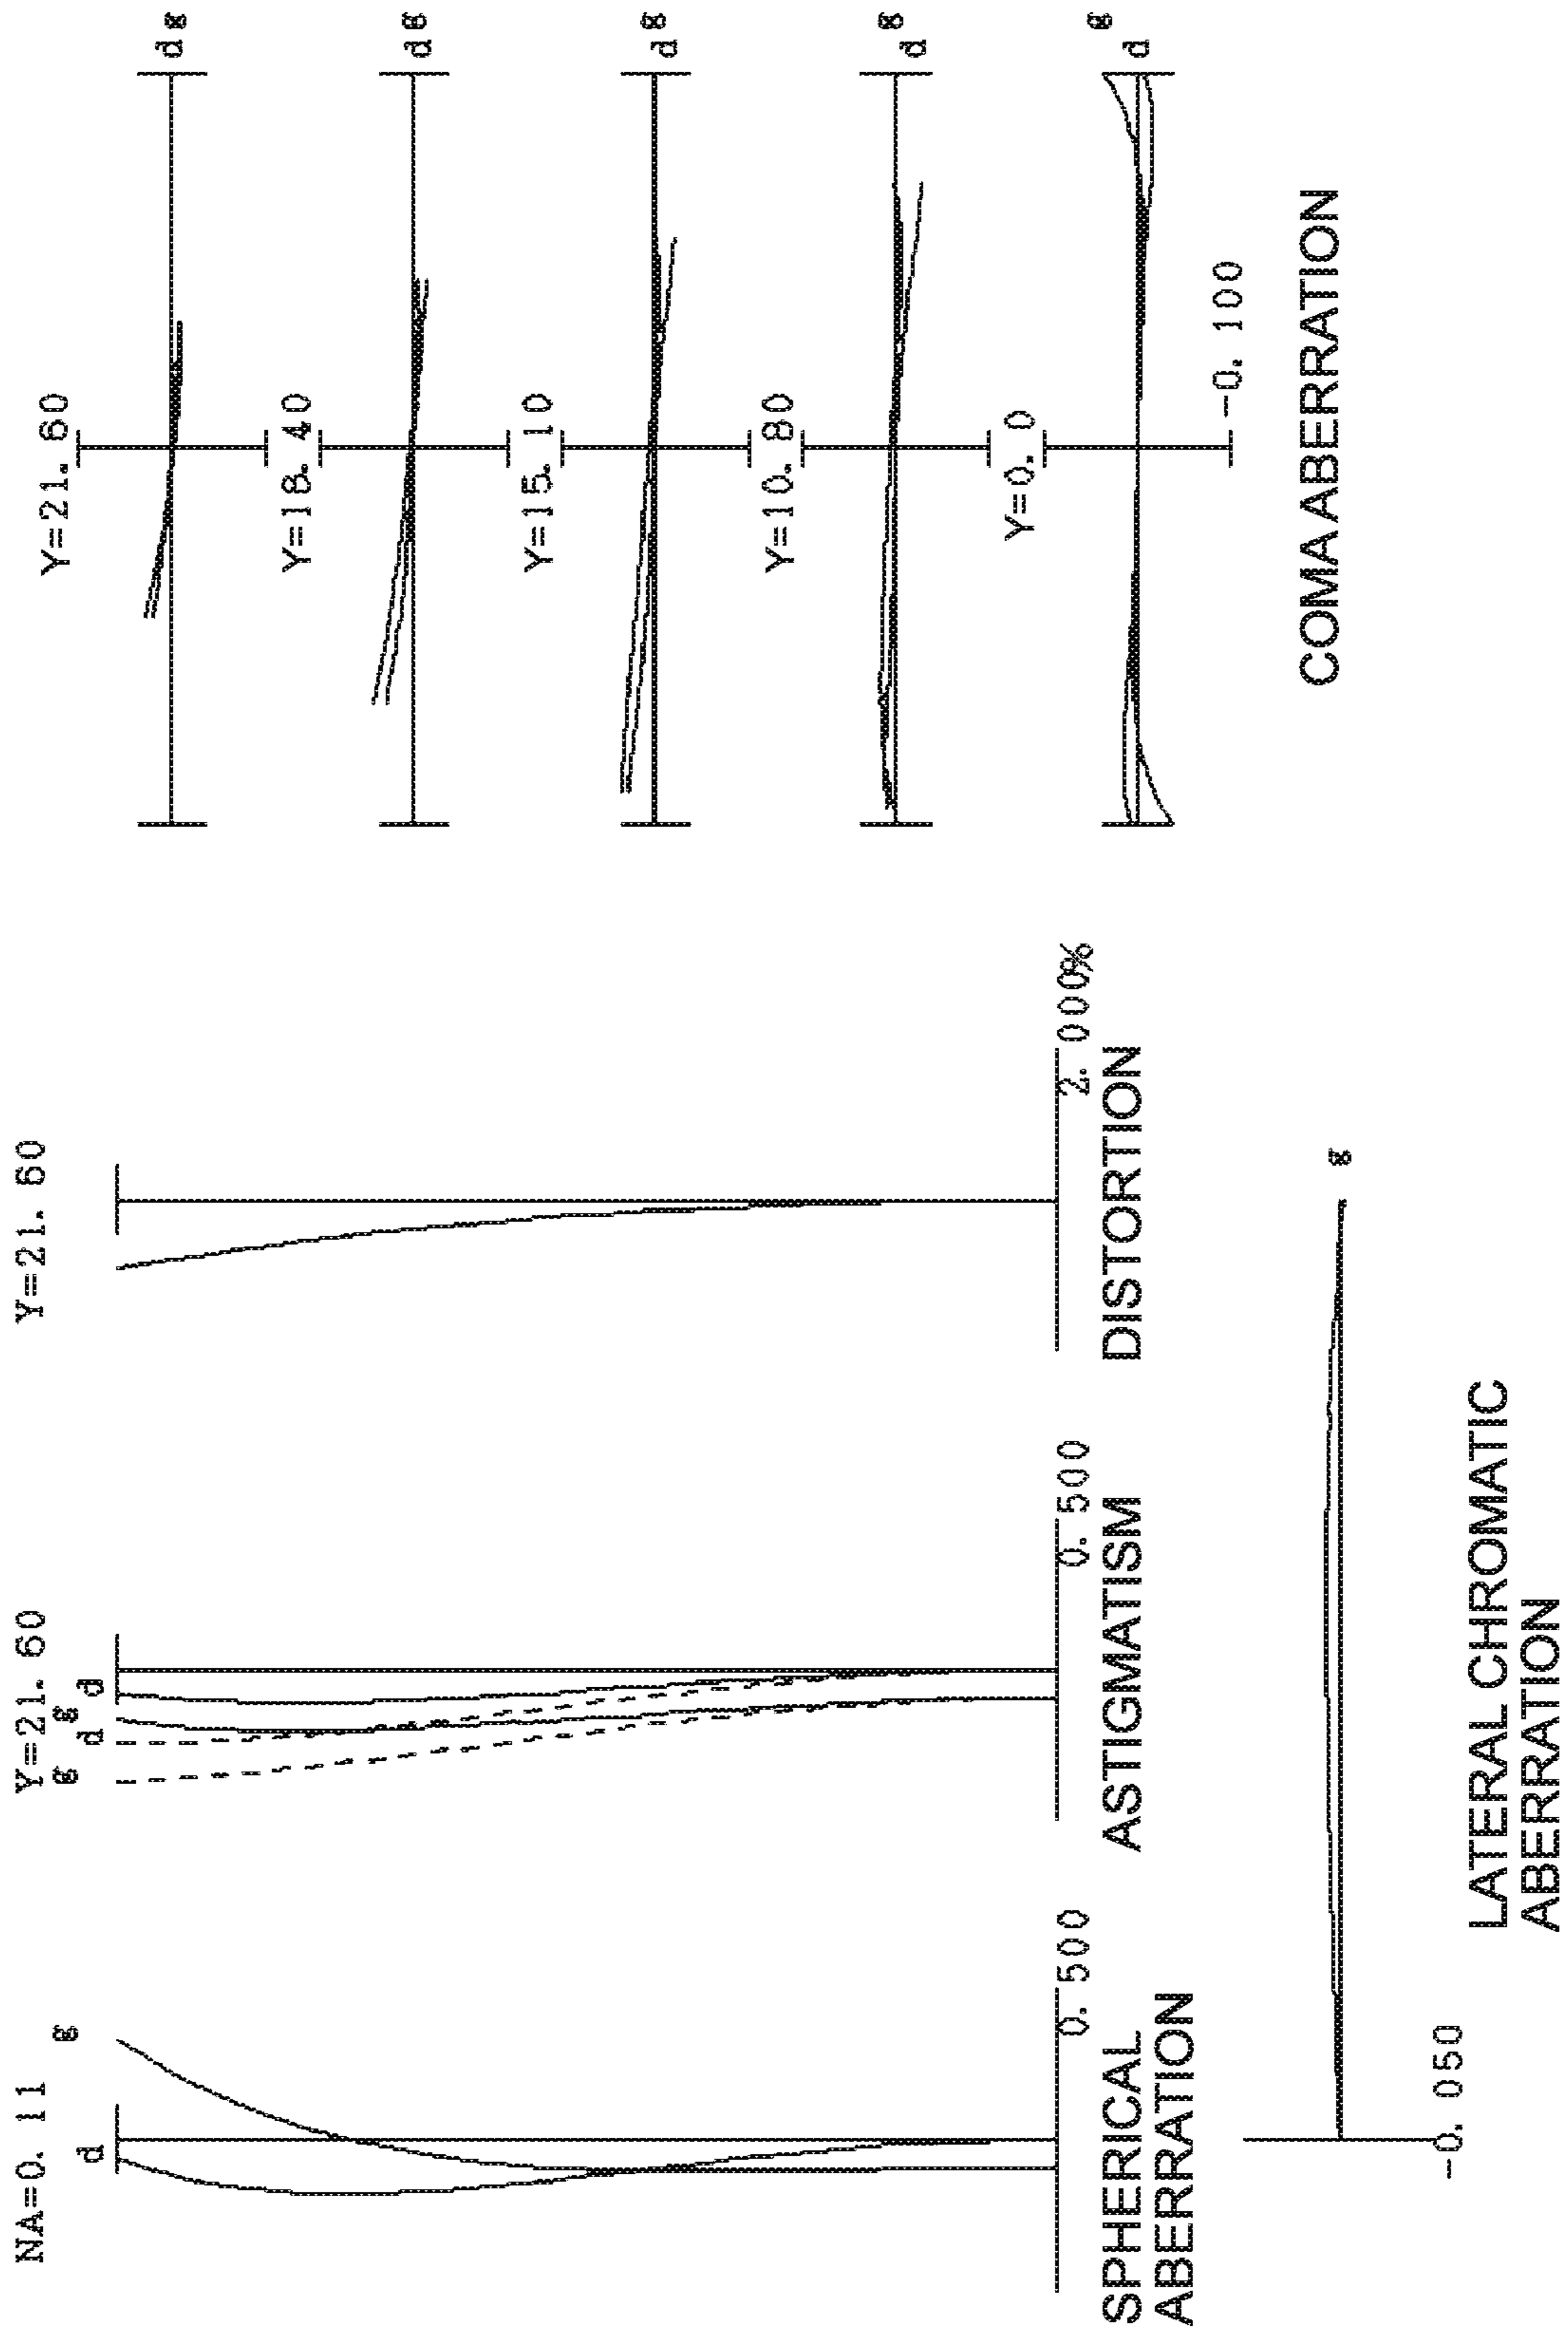 NA=0. 11
d
g
0. 500
SPHERICAL
ABERRATION
Y=21. 60
g
d
g
d
0. 500
ASTIGMATISM
Y=21. 60
2. 000%
DISTORTION
-0. 050
g
LATERAL CHROMATIC
ABERRATION
Y=21. 60
d g
Y=18. 40
d g
Y=15. 10
d g
Y=10. 80
d g
Y=0. 0
g
d
-0. 100
COMA ABERRATION